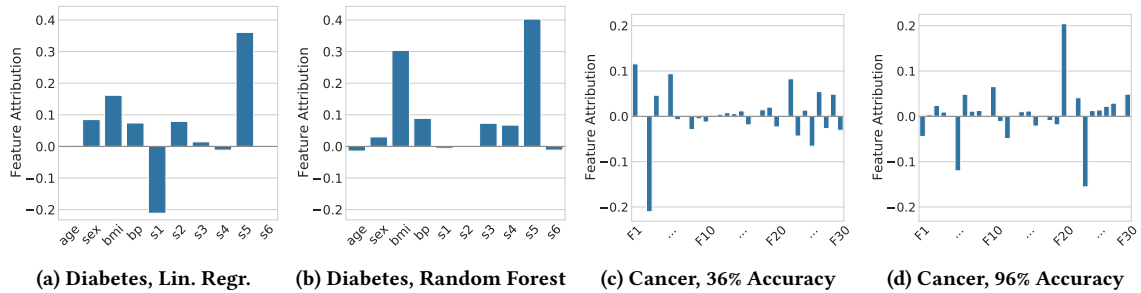 Feature Attribution
0.4
0.3
0.2
0.1
0.0
−0.1
−0.2
age sex bmi bp s1 s2 s3 s4 s5 s6
(a) Diabetes, Lin. Regr.
Feature Attribution
0.4
0.3
0.2
0.1
0.0
−0.1
−0.2
age sex bmi bp s1 s2 s3 s4 s5 s6
(b) Diabetes, Random Forest
Feature Attribution
0.2
0.1
0.0
−0.1
−0.2
F1 ... F10 ... F20 ... F30
(c) Cancer, 36% Accuracy
Feature Attribution
0.2
0.1
0.0
−0.1
−0.2
F1 ... F10 ... F20 ... F30
(d) Cancer, 96% Accuracy